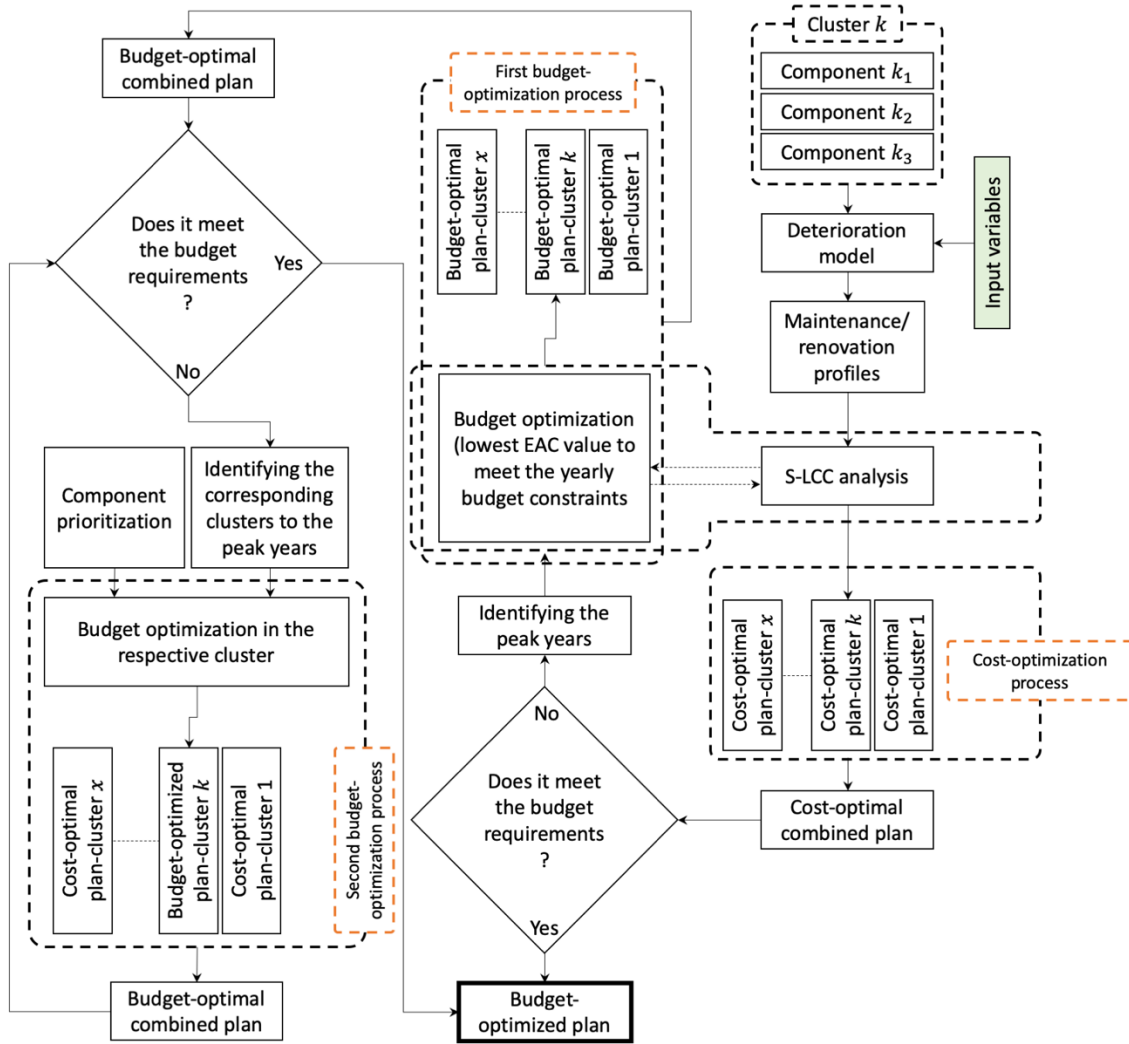 Budget-optimal
combined plan
Does it meet
the budget
requirements
?
Yes
No
Component
prioritization
Identifying the
corresponding
clusters to the
peak years
Budget optimization in the
respective cluster
Cost-optimal
plan-cluster x
Budget-optimized
plan-cluster k
Cost-optimal
plan-cluster 1
Second budget-
optimization process
Budget-optimal
combined plan
First budget-
optimization process
Budget-optimal
plan-cluster x
Budget-optimal
plan-cluster k
Budget-optimal
plan-cluster 1
Budget optimization
(lowest EAC value to
meet the yearly
budget constraints
Identifying the
peak years
No
Does it meet
the budget
requirements
?
Yes
Budget-
optimized plan
Cluster k
Component k₁
Component k₂
Component k₃
Input variables
Deterioration
model
Maintenance/
renovation
profiles
S-LCC analysis
Cost-optimal
plan-cluster x
Cost-optimal
plan-cluster k
Cost-optimal
plan-cluster 1
Cost-optimization
process
Cost-optimal
combined plan